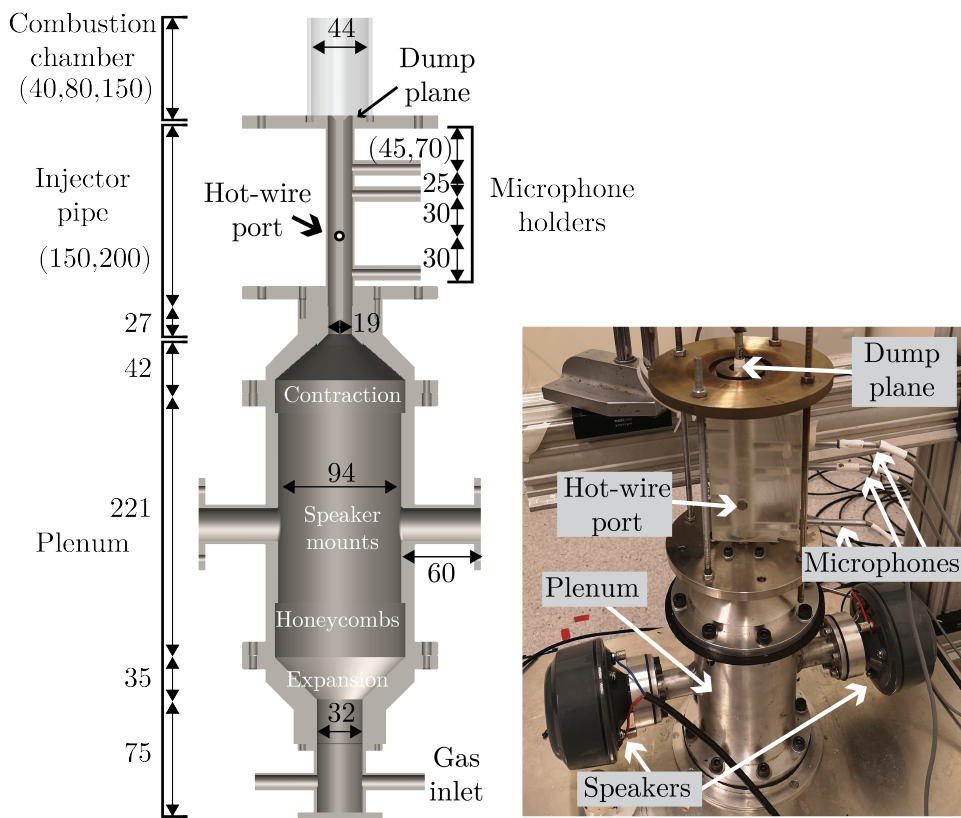 Combustion
chamber
(40,80,150)
44
Dump
plane
(45,70)
25
30
30
Microphone
holders
Injector
pipe
(150,200)
Hot-wire
port
27
19
42
Contraction
94
221
Plenum
Speaker
mounts
60
Honeycombs
35
Expansion
32
75
Gas
inlet
Dump
plane
Hot-wire
port
Microphones
Plenum
Speakers